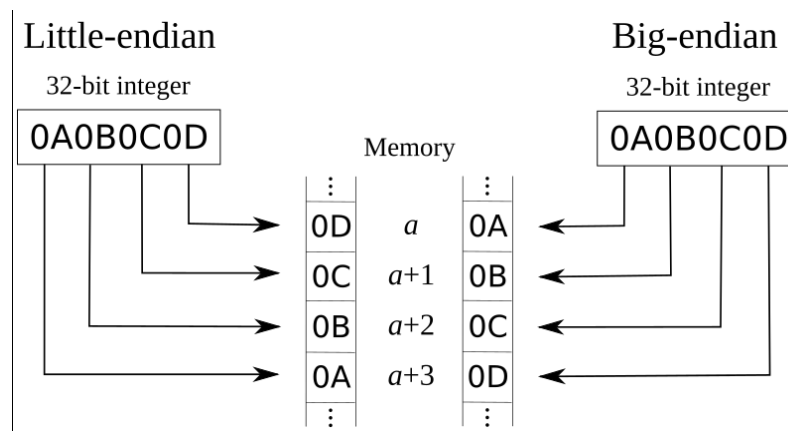 Little-endian
Big-endian
32-bit integer
32-bit integer
0A0B0C0D
0A0B0C0D
Memory
⋮ ⋮
0D a 0A
0C a+1 0B
0B a+2 0C
0A a+3 0D
⋮ ⋮